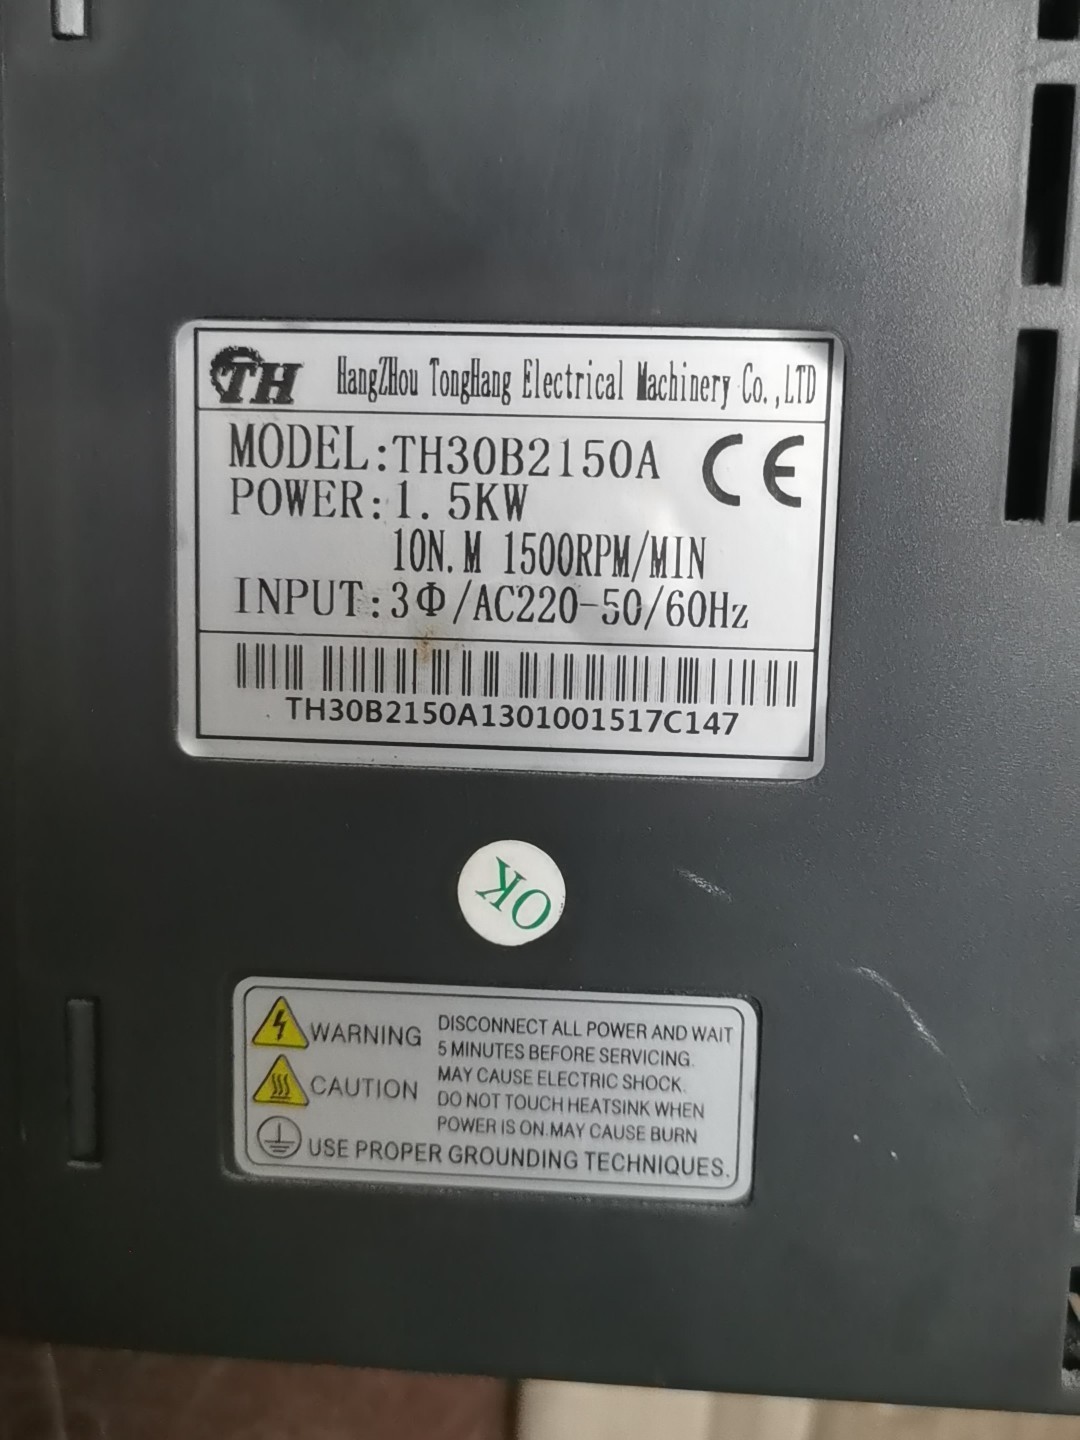 TH HangZHou TongHang Electrical Machinery Co.,LTD
MODEL:TH30B2150A CE
POWER:1.5KW
10N.M 1500RPM/MIN
INPUT:3Φ/AC220-50/60Hz
TH30B2150A1301001517C147
OK
WARNING
DISCONNECT ALL POWER AND WAIT
5 MINUTES BEFORE SERVICING.
MAY CAUSE ELECTRIC SHOCK.
CAUTION
DO NOT TOUCH HEATSINK WHEN
POWER IS ON.MAY CAUSE BURN
USE PROPER GROUNDING TECHNIQUES.